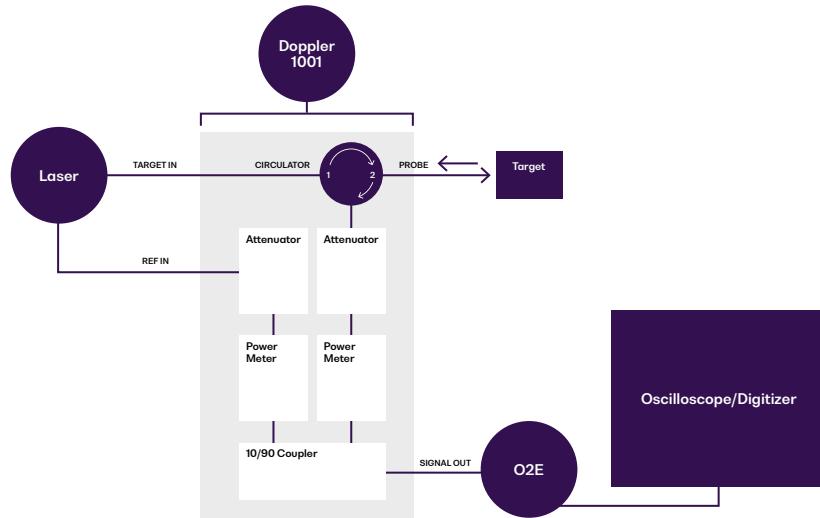 Doppler
1001
Laser
TARGET IN
CIRCULATOR
1
2
PROBE
Target
REF IN
Attenuator
Attenuator
Power
Meter
Power
Meter
10/90 Coupler
SIGNAL OUT
O2E
Oscilloscope/Digitizer